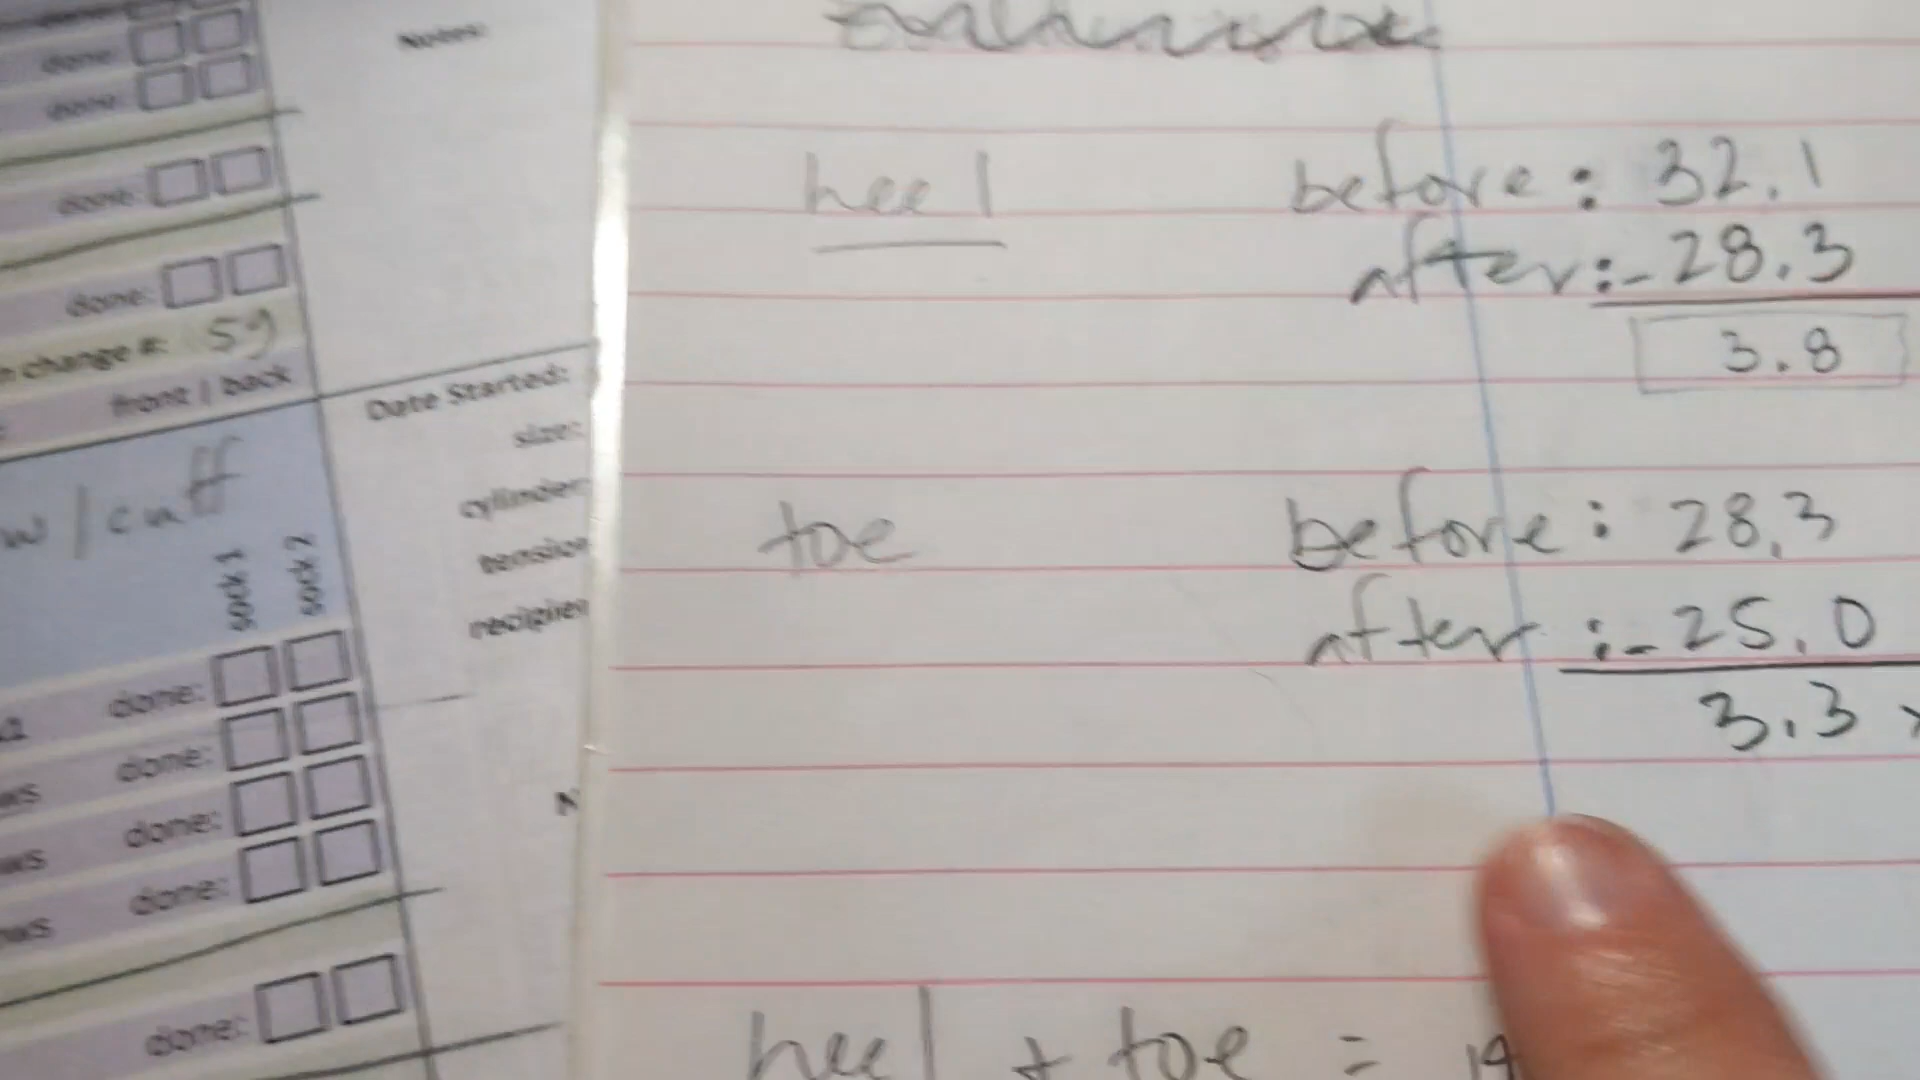 done:
done:
done:
done:
change #: 59
front / back
w/cuff
sock 1
sock 2
done:
done:
done:
done:
done:
Notes:
Date Started:
size:
cylinder:
tension
heel
before: 32.1
after:-28.3
3.8
toe
before: 28.3
after:-25.0
3.3
heel + toe =